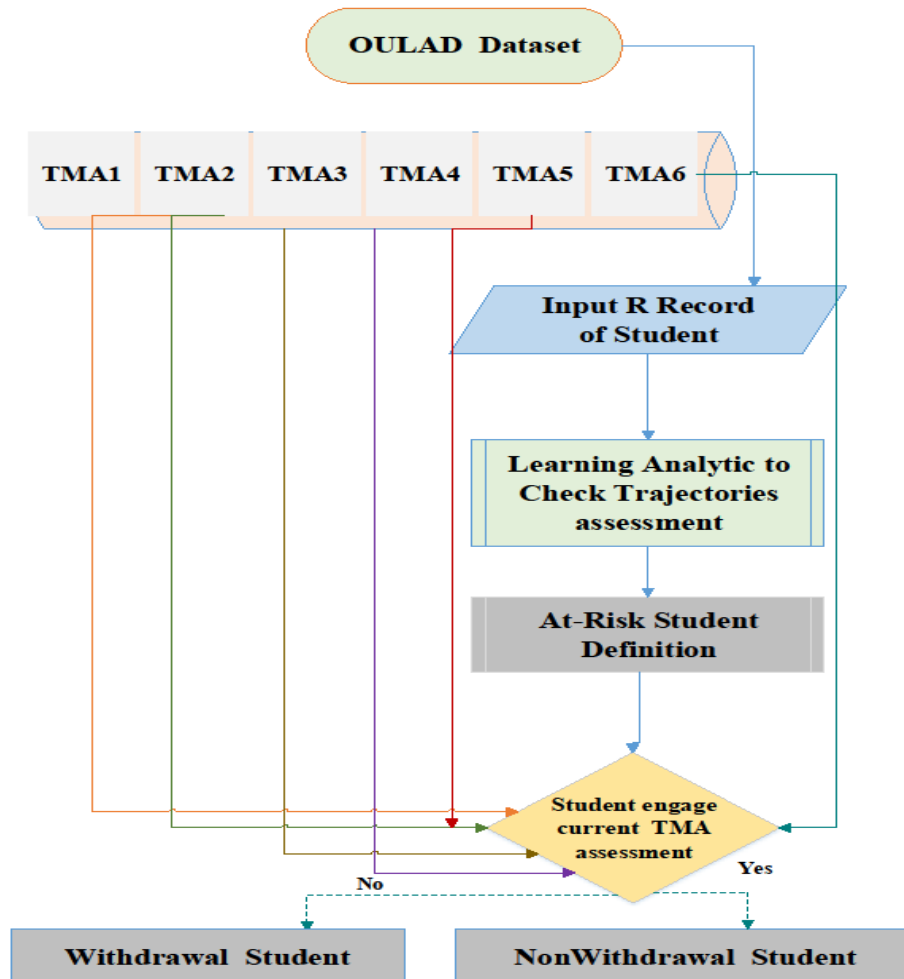 OULAD Dataset
TMA1 TMA2 TMA3 TMA4 TMA5 TMA6
Input R Record
of Student
Learning Analytic to
Check Trajectories
assessment
At-Risk Student
Definition
Student engage
current TMA
assessment
Yes
No
Withdrawal Student
NonWithdrawal Student